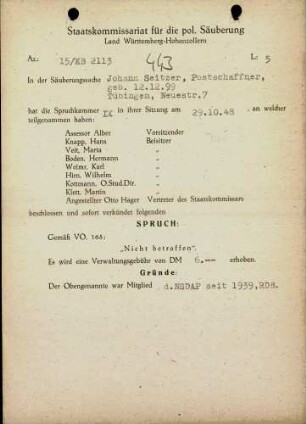 Staatskommissariat für die pol. Säuberung
Land Württemberg-Hohenzollern
Az.: 15/KB 2113 443 L: 5
In der Säuberungssache Johann Seitzer, Postschaffner,
geb. 12.12.99
Tübingen, Neuestr.7
hat die Spruchkammer IX in ihrer Sitzung am 29.10.48 an welcher
teilgenommen haben:
Assessor Alber Vorsitzender
Knapp, Hans Beisitzer
Veit, Maria "
Boden, Hermann "
Weimr, Karl "
Hirn, Wilhelm "
Kottmann, O.Stud.Dir. "
Klett, Martin "
Angestellter Otto Hager Vertreter des Staatskommissars
beschlossen und sofort verkündet folgenden
SPRUCH:
Gemäß VO. 165:
„Nicht betroffen".
Es wird eine Verwaltungsgebühr von DM 6.-- erhoben.
Gründe:
Der Obengenannte war Mitglied d.NSDAP seit 1939,RDB.